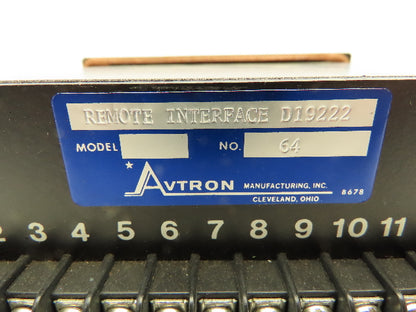 REMOTE INTERFACE D19222
MODEL NO. 64
AVTRON MANUFACTURING, INC.
CLEVELAND, OHIO 8678
2 3 4 5 6 7 8 9 10 11